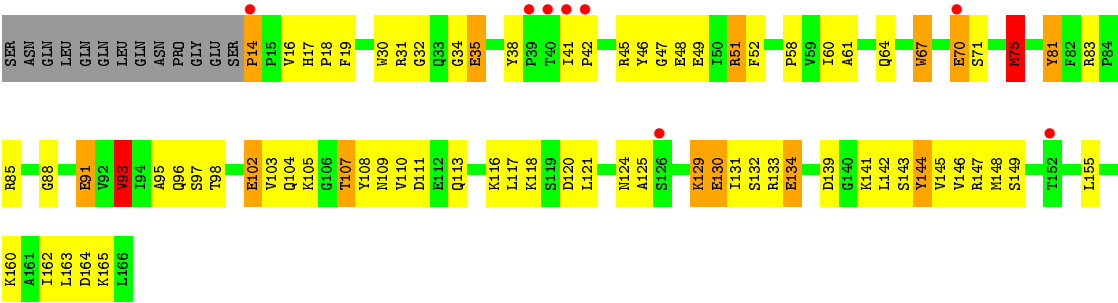 SER ASN GLN LEU GLN GLN LEU GLN ASN PRO GLY GLU SER P14 P15 V16 H17 P18 F19 W30 R31 G32 Q33 G34 E35 Y38 P39 T40 I41 P42 R45 Y46 G47 E48 E49 I50 R51 F52 P58 V59 I60 A61 Q64 W67 E70 S71 M75 Y81 F82 R83 P84
R85 G88 E91 V92 V93 I94 A95 Q96 S97 T98 E102 V103 Q104 K105 G106 T107 Y108 N109 V110 D111 E112 Q113 K116 L117 K118 S119 D120 L121 N124 A125 S126 K129 E130 I131 S132 R133 E134 D139 G140 K141 L142 S143 Y144 V145 V146 R147 M148 S149 T152 L155
K160 A161 I162 L163 D164 K165 L166